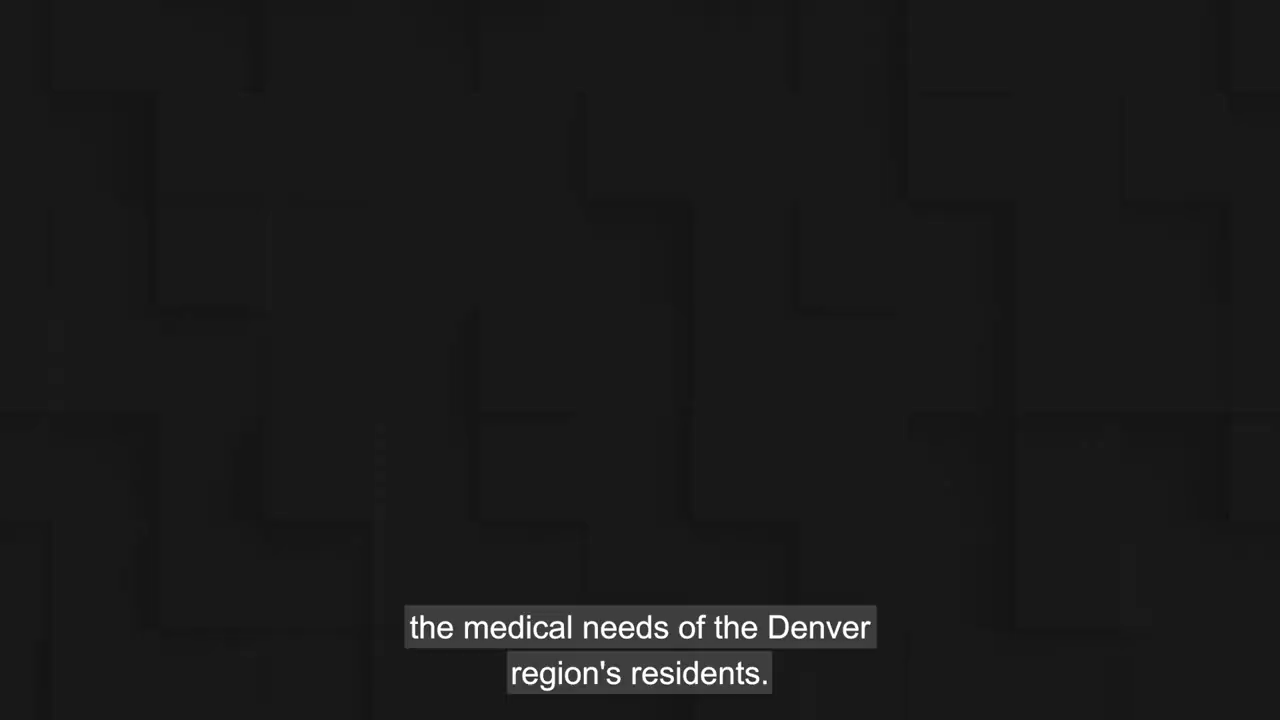 the medical needs of the Denver
region's residents.